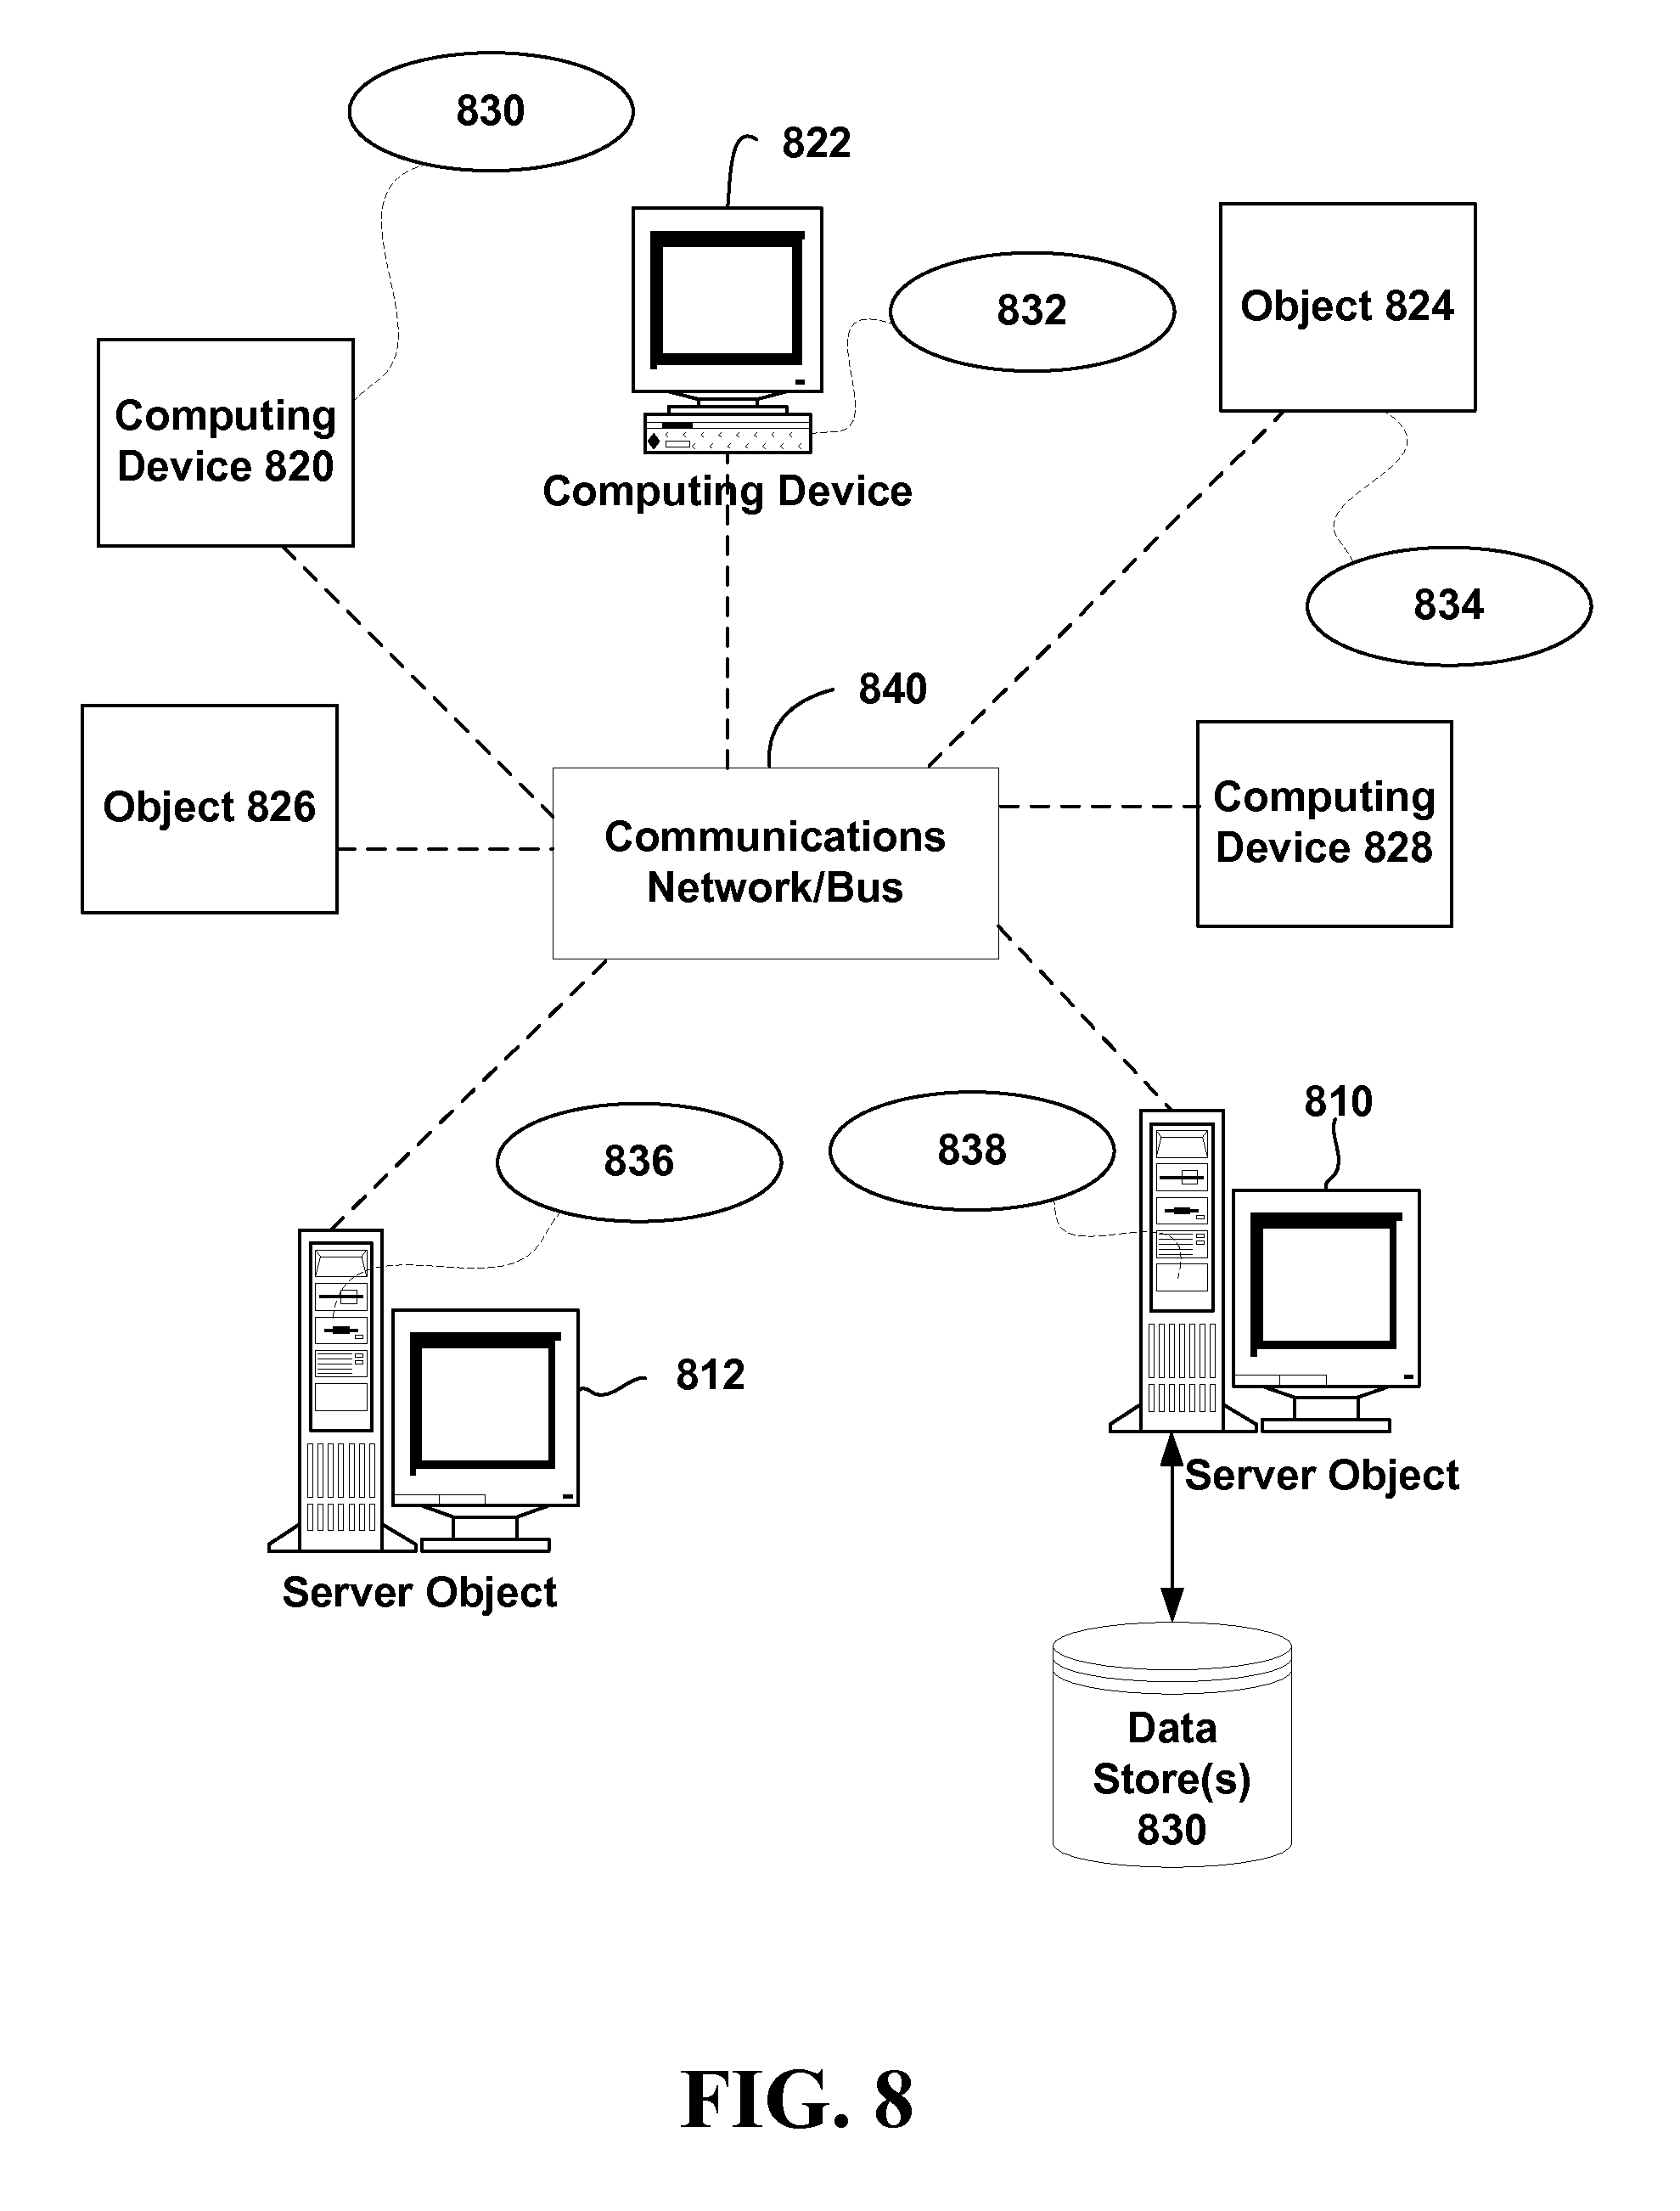 830
822
832
Object 824
Computing
Device 820
Computing Device
834
840
Object 826
Communications
Network/Bus
Computing
Device 828
810
836
838
812
Server Object
Server Object
Data
Store(s)
830
FIG. 8